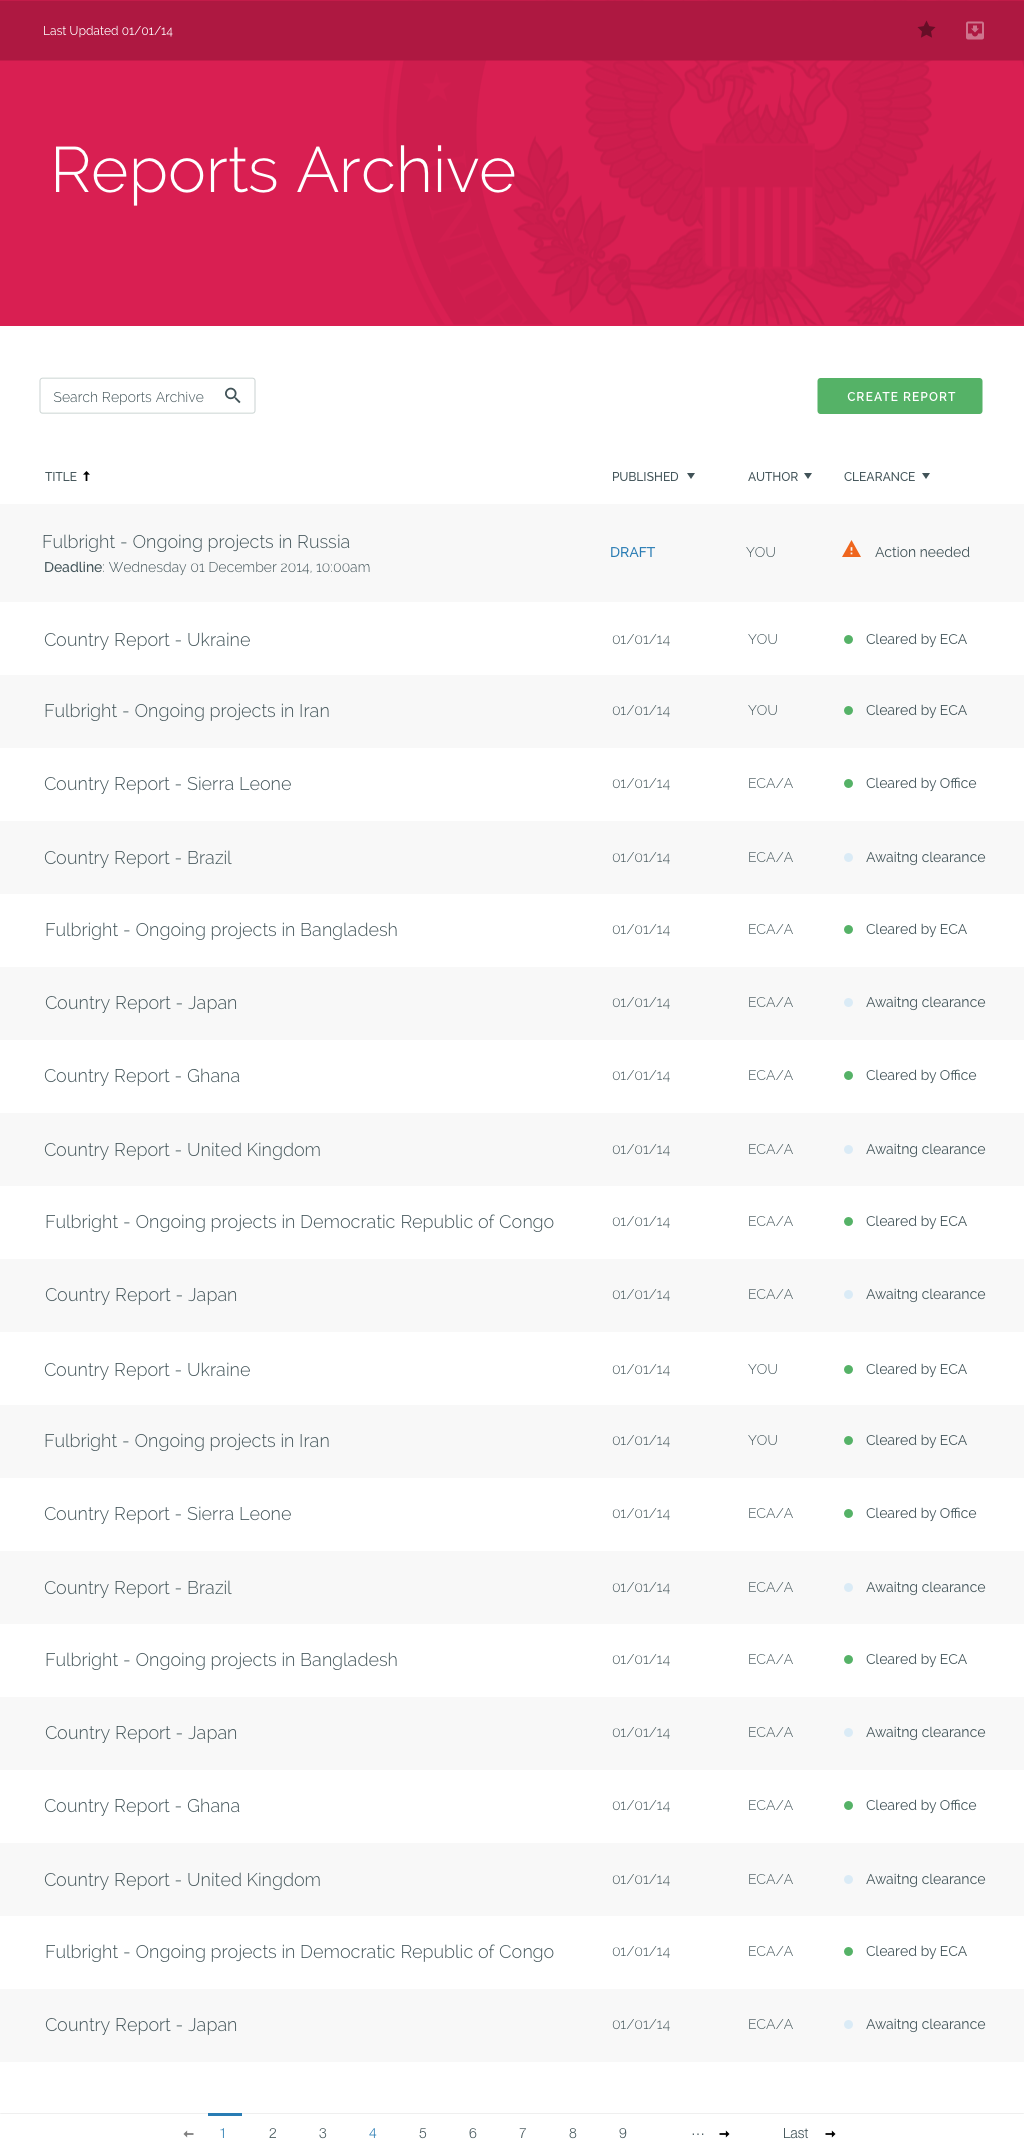 Last Updated 01/01/14
Reports Archive
Search Reports Archive
CREATE REPORT
TITLE PUBLISHED AUTHOR CLEARANCE
Fulbright - Ongoing projects in Russia
Deadline: Wednesday 01 December 2014, 10:00am
DRAFT YOU Action needed
Country Report - Ukraine 01/01/14 YOU Cleared by ECA
Fulbright - Ongoing projects in Iran 01/01/14 YOU Cleared by ECA
Country Report - Sierra Leone 01/01/14 ECA/A Cleared by Office
Country Report - Brazil 01/01/14 ECA/A Awaitng clearance
Fulbright - Ongoing projects in Bangladesh 01/01/14 ECA/A Cleared by ECA
Country Report - Japan 01/01/14 ECA/A Awaitng clearance
Country Report - Ghana 01/01/14 ECA/A Cleared by Office
Country Report - United Kingdom 01/01/14 ECA/A Awaitng clearance
Fulbright - Ongoing projects in Democratic Republic of Congo 01/01/14 ECA/A Cleared by ECA
Country Report - Japan 01/01/14 ECA/A Awaitng clearance
Country Report - Ukraine 01/01/14 YOU Cleared by ECA
Fulbright - Ongoing projects in Iran 01/01/14 YOU Cleared by ECA
Country Report - Sierra Leone 01/01/14 ECA/A Cleared by Office
Country Report - Brazil 01/01/14 ECA/A Awaitng clearance
Fulbright - Ongoing projects in Bangladesh 01/01/14 ECA/A Cleared by ECA
Country Report - Japan 01/01/14 ECA/A Awaitng clearance
Country Report - Ghana 01/01/14 ECA/A Cleared by Office
Country Report - United Kingdom 01/01/14 ECA/A Awaitng clearance
Fulbright - Ongoing projects in Democratic Republic of Congo 01/01/14 ECA/A Cleared by ECA
Country Report - Japan 01/01/14 ECA/A Awaitng clearance
← 1 2 3 4 5 6 7 8 9 ... → Last →